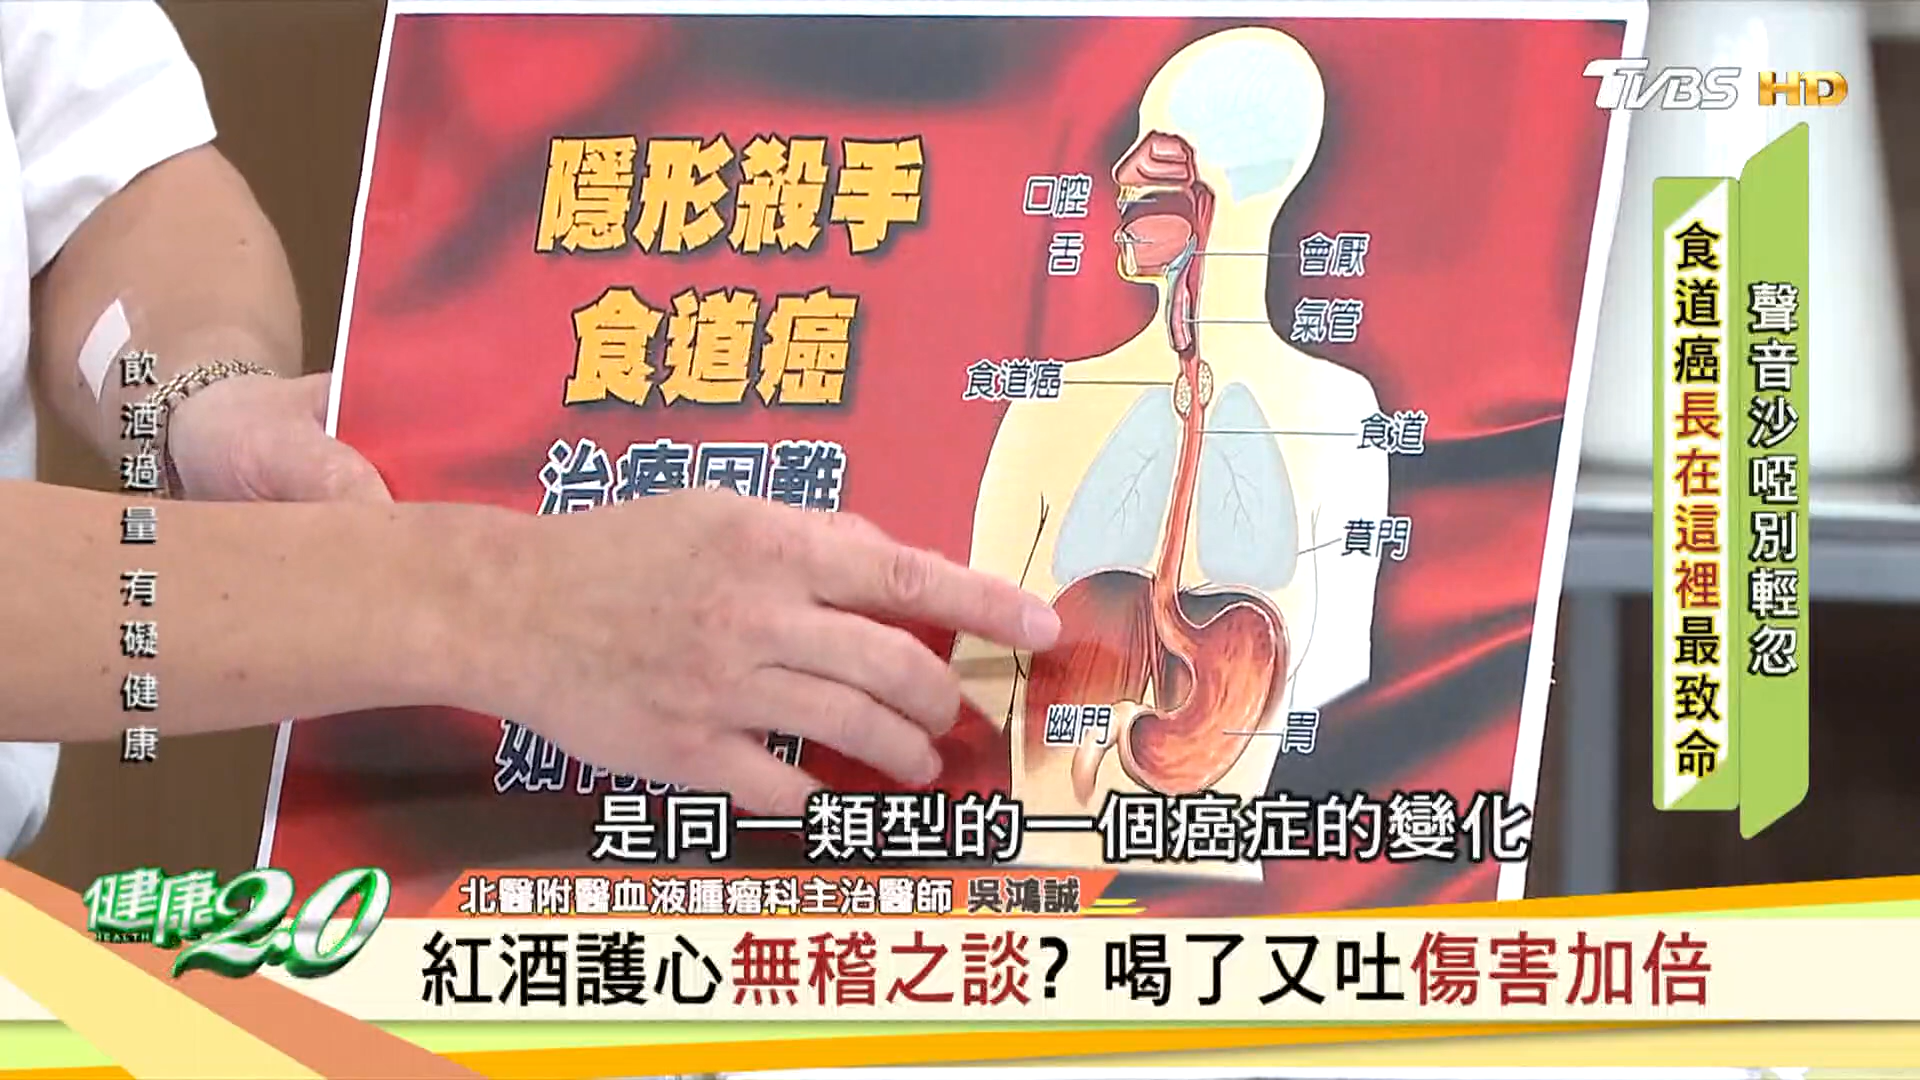 TVBS HD
隱形殺手
食道癌
治療困難
口腔
舌
會厭
氣管
食道癌
食道
賁門
幽門
胃
飲酒過量 有礙健康
聲音沙啞別輕忽
食道癌長在這裡最致命
是同一類型的一個癌症的變化
健康2.0
HEALTH
北醫附醫血液腫瘤科主治醫師 吳鴻誠
紅酒護心無稽之談? 喝了又吐傷害加倍